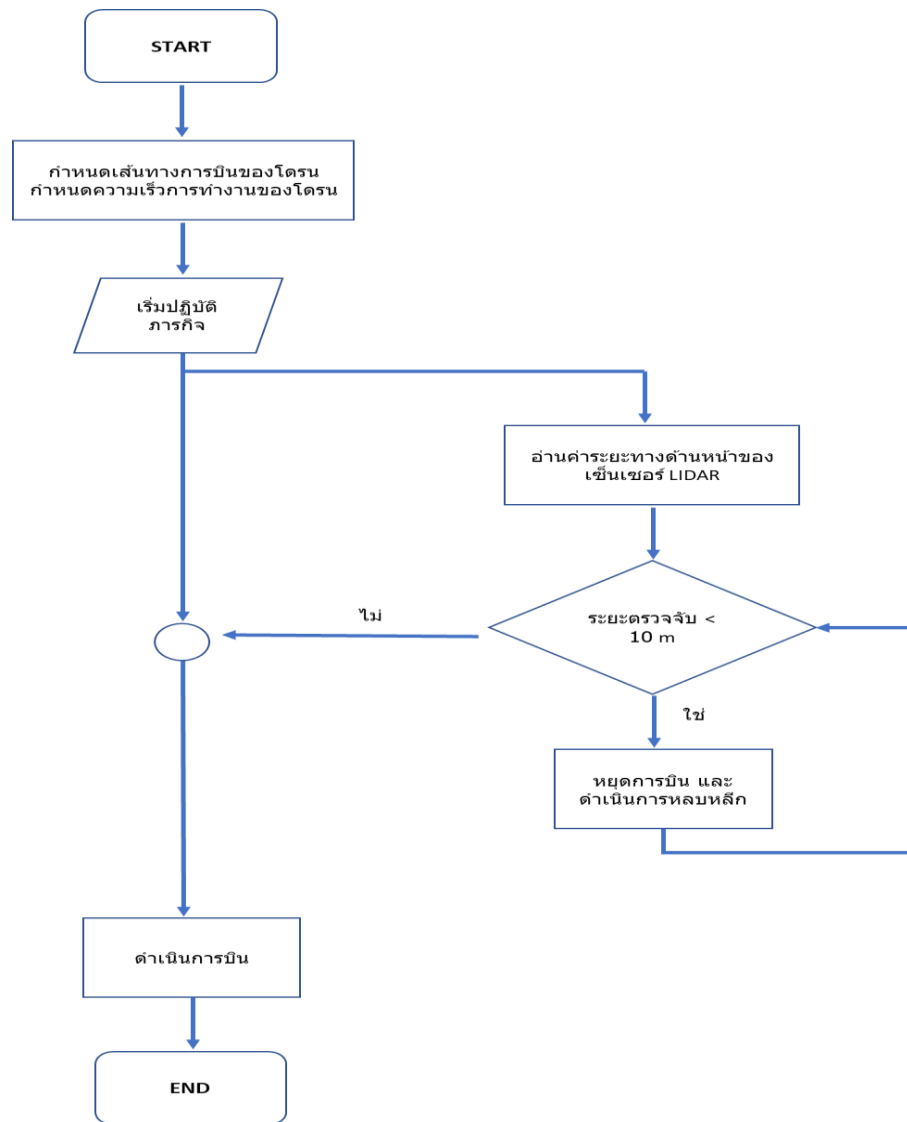 START
กำหนดเส้นทางการบินของโดรน
กำหนดความเร็วการทำงานของโดรน
เริ่มปฏิบัติ
ภารกิจ
อ่านค่าระยะทางด้านหน้าของ
เซ็นเซอร์ LIDAR
ระยะตรวจจับ <
10 m
ไม่
ใช่
หยุดการบิน และ
ดำเนินการหลบหลีก
ดำเนินการบิน
END